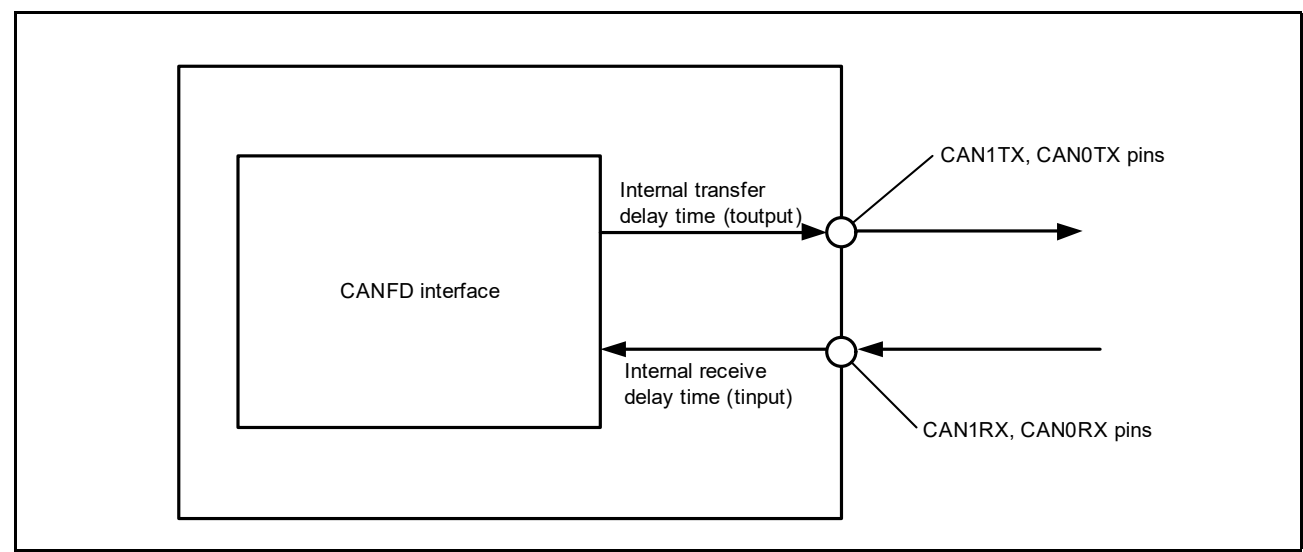 CAN1TX, CAN0TX pins
Internal transfer
delay time (toutput)
CANFD interface
Internal receive
delay time (tinput)
CAN1RX, CAN0RX pins